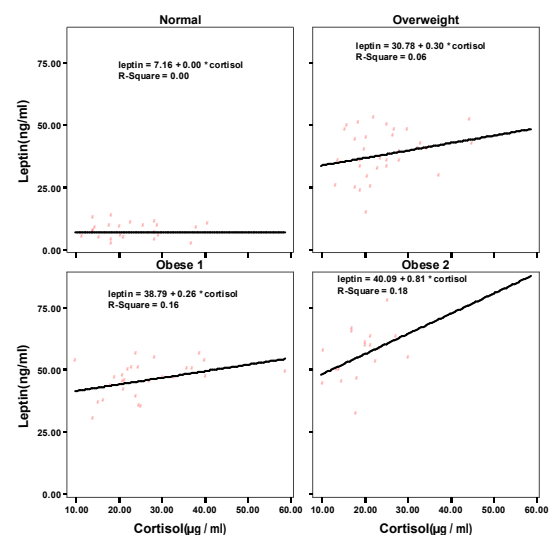 Normal
Overweight
leptin = 7.16 + 0.00 * cortisol
R-Square = 0.00
leptin = 30.78 + 0.30 * cortisol
R-Square = 0.06
75.00
50.00
25.00
0.00
Leptin(ng/ml)
Obese 1
Obese 2
leptin = 38.79 + 0.26 * cortisol
R-Square = 0.16
leptin = 40.09 + 0.81 * cortisol
R-Square = 0.18
75.00
50.00
25.00
0.00
Leptin(ng/ml)
10.00 20.00 30.00 40.00 50.00 60.00
10.00 20.00 30.00 40.00 50.00 60.00
Cortisol(µg / ml)
Cortisol(µg / ml)